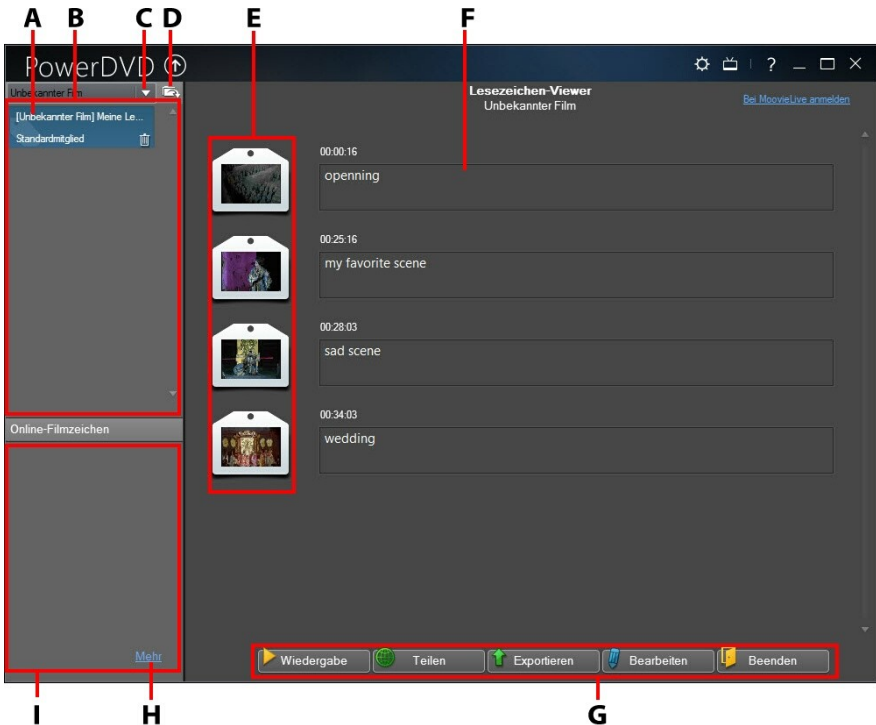 A B C D E F
PowerDVD
?
Unbekannter Film
Lesezeichen-Viewer
Unbekannter Film
Bei MoovieLive anmelden
[Unbekannter Film] Meine Le...
Standardmitglied
00:00:16
openning
00:25:16
my favorite scene
00:28:03
sad scene
00:34:03
wedding
Online-Filmzeichen
Mehr
Wiedergabe Teilen Exportieren Bearbeiten Beenden
I H G